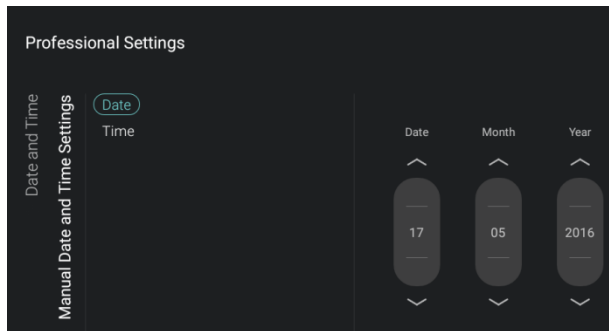 Professional Settings
Date and Time
Manual Date and Time Settings
Date
Time
Date Month Year
17 05 2016